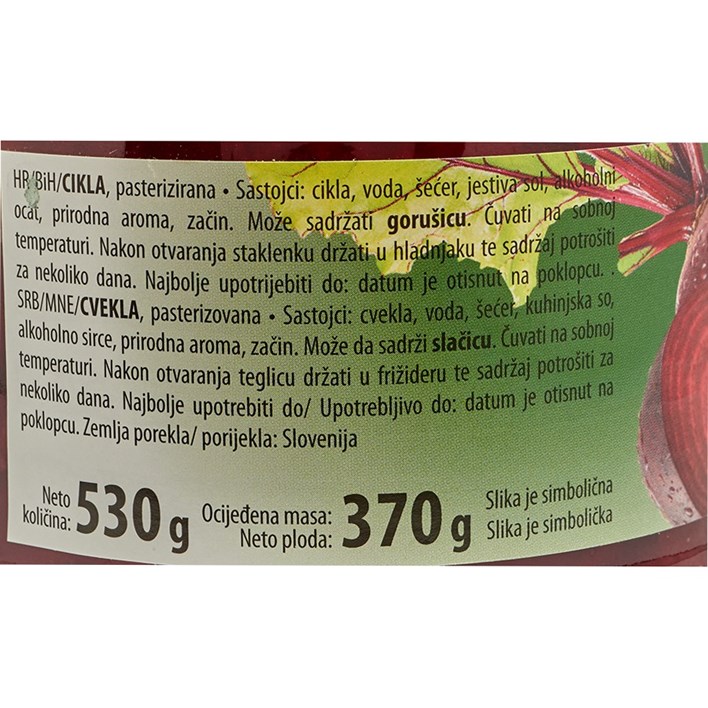 HR/BiH/CIKLA, pasterizirana • Sastojci: cikla, voda, šećer, jestiva sol, alkoholni
ocat, prirodna aroma, začin. Može sadržati gorušicu. Čuvati na sobnoj
temperaturi. Nakon otvaranja staklenku držati u hladnjaku te sadržaj potrošiti
za nekoliko dana. Najbolje upotrijebiti do: datum je otisnut na poklopcu. .
SRB/MNE/CVEKLA, pasterizovana • Sastojci: cvekla, voda, šećer, kuhinjska so,
alkoholno sirce, prirodna aroma, začin. Može da sadrži slačicu. Čuvati na sobnoj
temperaturi. Nakon otvaranja teglicu držati u frižideru te sadržaj potrošiti za
nekoliko dana. Najbolje upotrebiti do/ Upotrebljivo do: datum je otisnut na
poklopcu. Zemlja porekla/ porijekla: Slovenija
Neto
količina: 530 g
Ocijeđena masa:
Neto ploda: 370 g
Slika je simbolična
Slika je simbolička